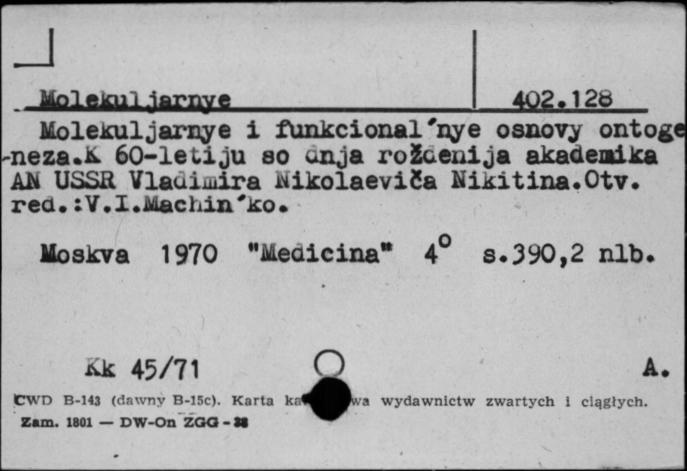 Molekuljarnye 402.128
Molekuljarnye i funkcional´nye osnovy ontoge
-neza.K 60-letiju so dnja roždenija akademika
AN USSR Vladimira Nikolaeviča Nikitina.Otv.
red.:V.I.Machin´ko.
Moskva 1970 "Medicina" 4° s.390,2 nlb.
Kk 45/71 A.
CWD B-143 (dawny B-15c). Karta wydawnictw zwartych i ciągłych.
Zam. 1801 — DW-On ZGG - 38